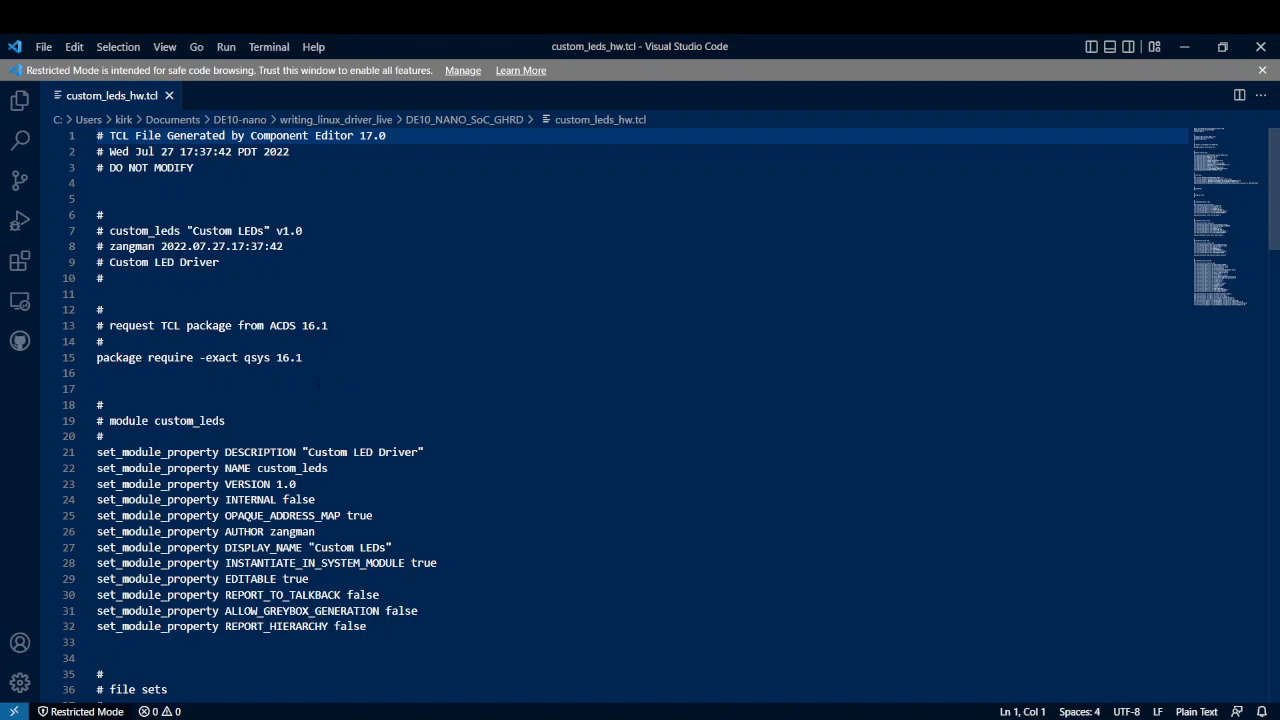 File Edit Selection View Go Run Terminal Help custom_leds_hw.tcl - Visual Studio Code
Restricted Mode is intended for safe code browsing. Trust this window to enable all features. Manage Learn More
custom_leds_hw.tcl
C: > Users > kirk > Documents > DE10-nano > writing_linux_driver_live > DE10_NANO_SoC_GHRD > custom_leds_hw.tcl
1 # TCL File Generated by Component Editor 17.0
2 # Wed Jul 27 17:37:42 PDT 2022
3 # DO NOT MODIFY
4
5
6 #
7 # custom_leds "Custom LEDs" v1.0
8 # zangman 2022.07.27.17:37:42
9 # Custom LED Driver
10 #
11
12 #
13 # request TCL package from ACDS 16.1
14 #
15 package require -exact qsys 16.1
16
17
18 #
19 # module custom_leds
20 #
21 set_module_property DESCRIPTION "Custom LED Driver"
22 set_module_property NAME custom_leds
23 set_module_property VERSION 1.0
24 set_module_property INTERNAL false
25 set_module_property OPAQUE_ADDRESS_MAP true
26 set_module_property AUTHOR zangman
27 set_module_property DISPLAY_NAME "Custom LEDs"
28 set_module_property INSTANTIATE_IN_SYSTEM_MODULE true
29 set_module_property EDITABLE true
30 set_module_property REPORT_TO_TALKBACK false
31 set_module_property ALLOW_GREYBOX_GENERATION false
32 set_module_property REPORT_HIERARCHY false
33
34
35 #
36 # file sets
Restricted Mode 0 0 Ln 1, Col 1 Spaces: 4 UTF-8 LF Plain Text